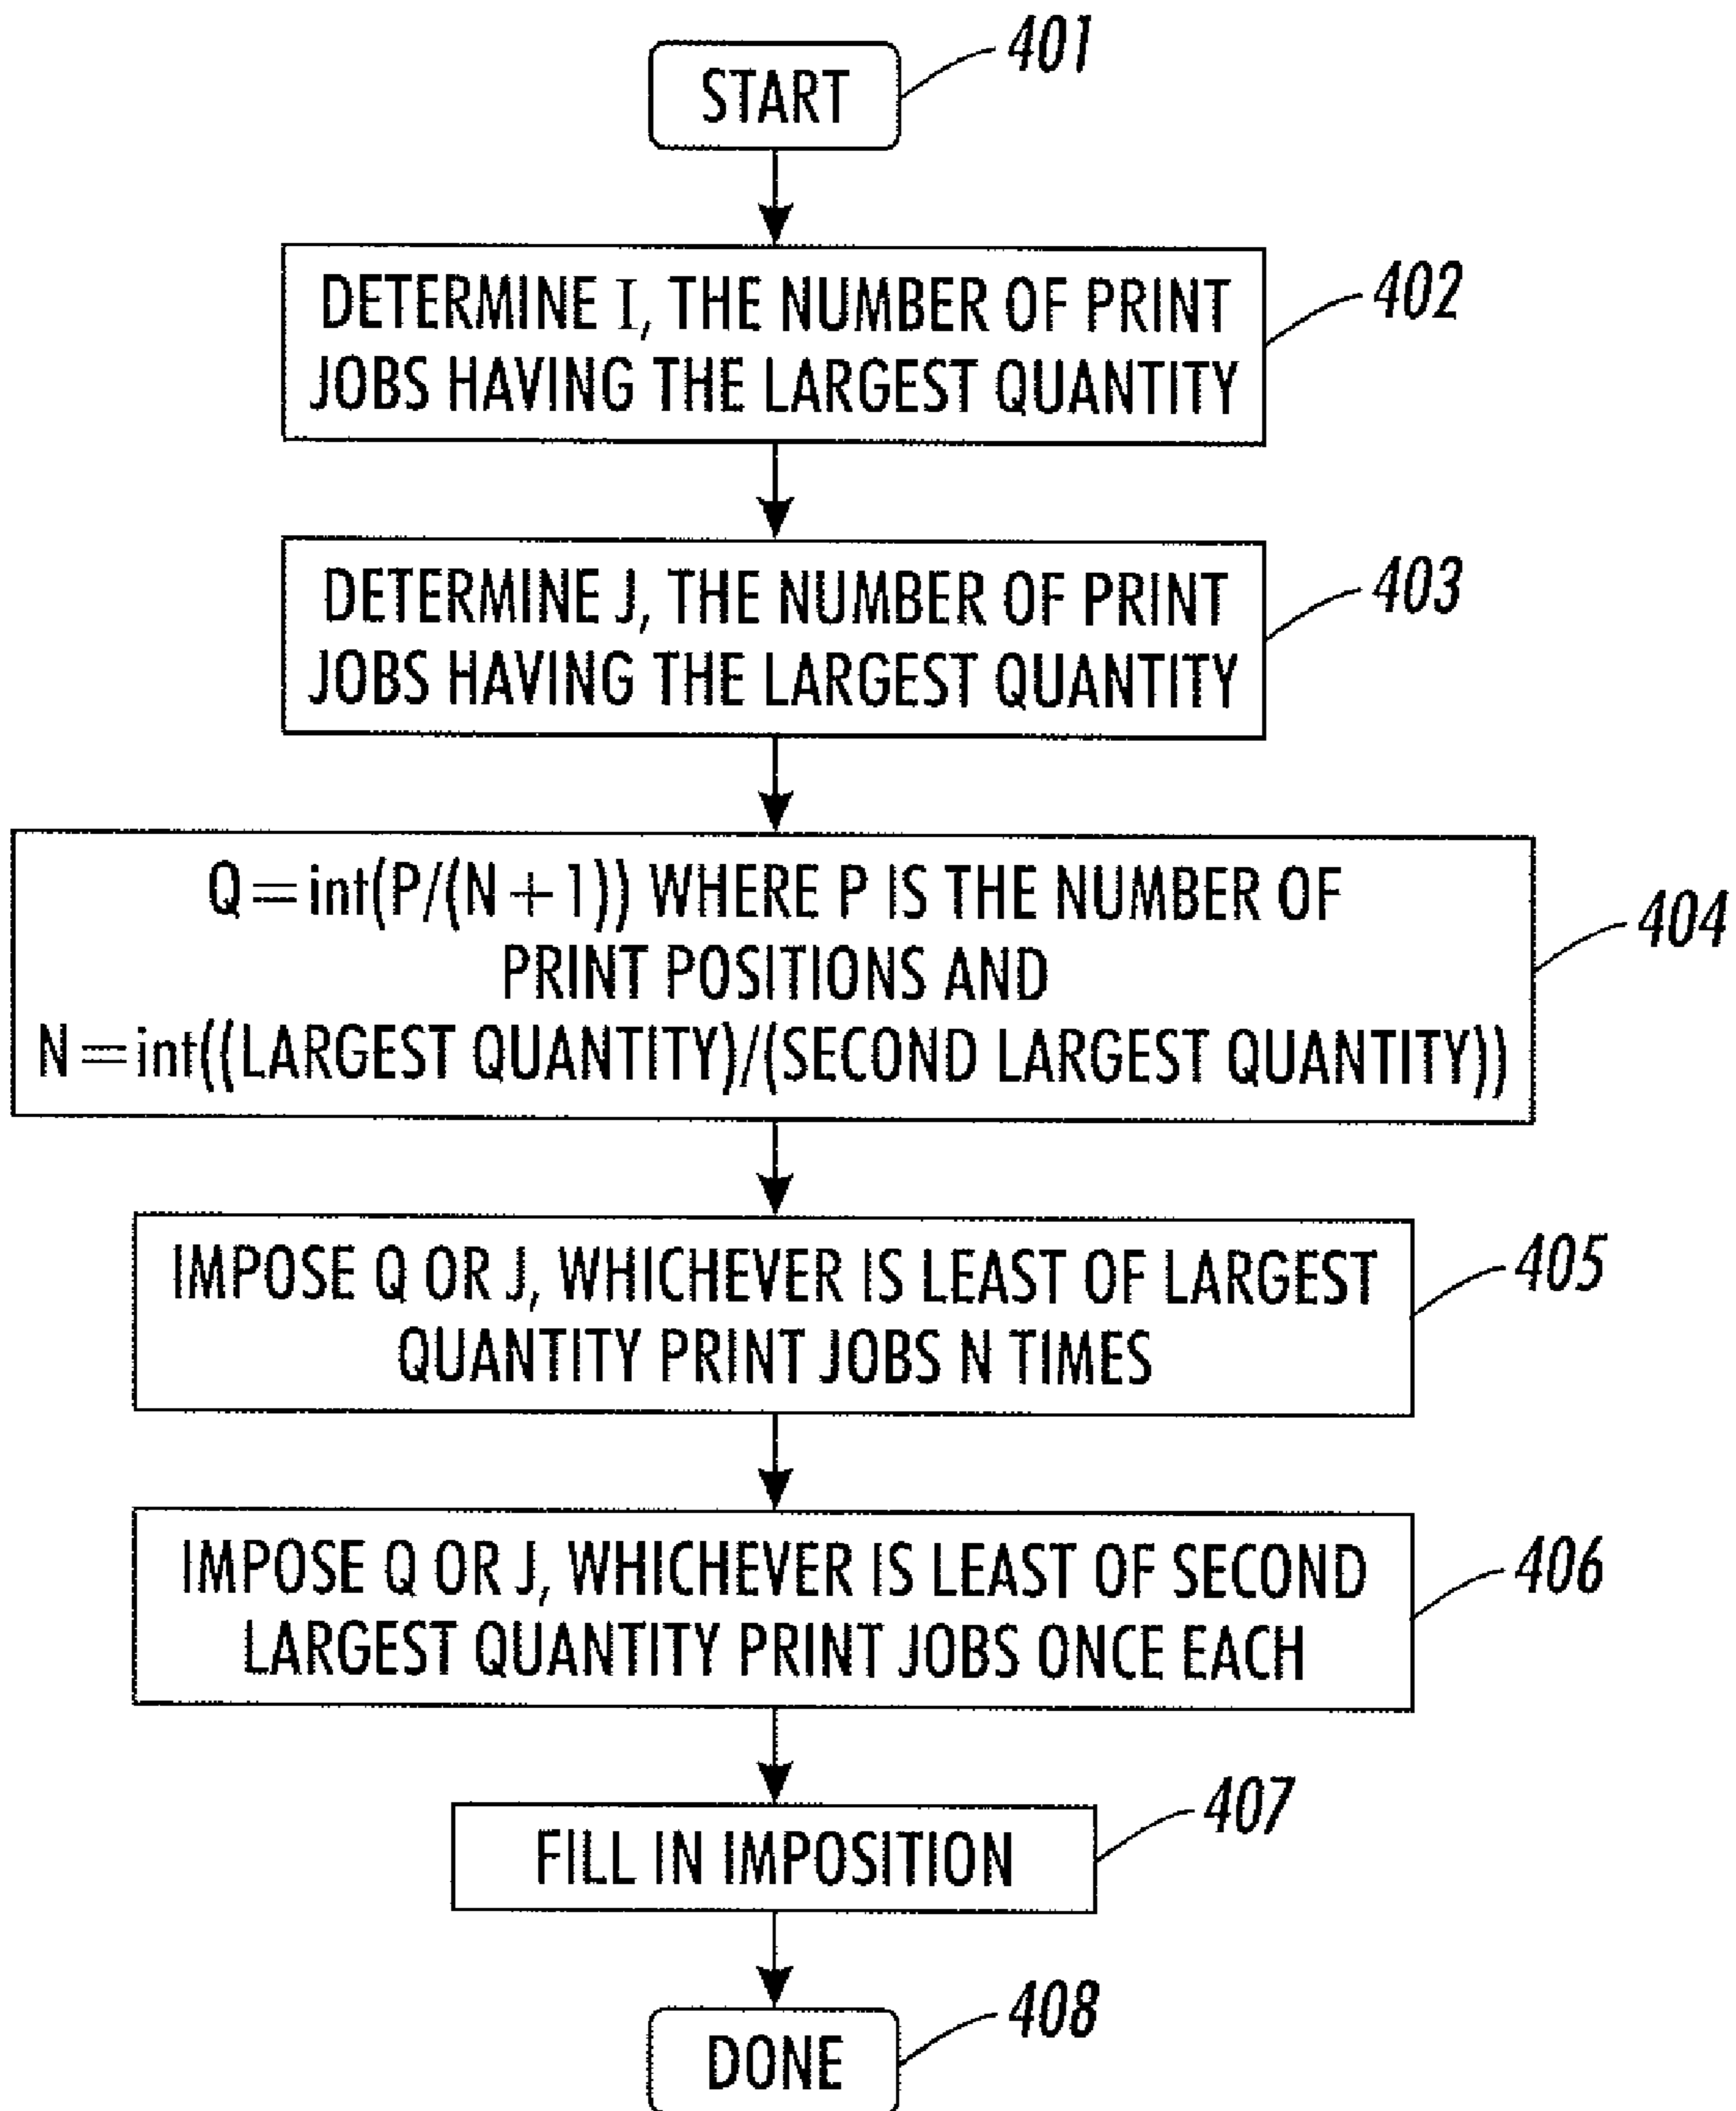 START
401
DETERMINE I, THE NUMBER OF PRINT
JOBS HAVING THE LARGEST QUANTITY
402
DETERMINE J, THE NUMBER OF PRINT
JOBS HAVING THE LARGEST QUANTITY
403
Q=int(P/(N+1)) WHERE P IS THE NUMBER OF
PRINT POSITIONS AND
N=int((LARGEST QUANTITY)/(SECOND LARGEST QUANTITY))
404
IMPOSE Q OR J, WHICHEVER IS LEAST OF LARGEST
QUANTITY PRINT JOBS N TIMES
405
IMPOSE Q OR J, WHICHEVER IS LEAST OF SECOND
LARGEST QUANTITY PRINT JOBS ONCE EACH
406
FILL IN IMPOSITION
407
DONE
408